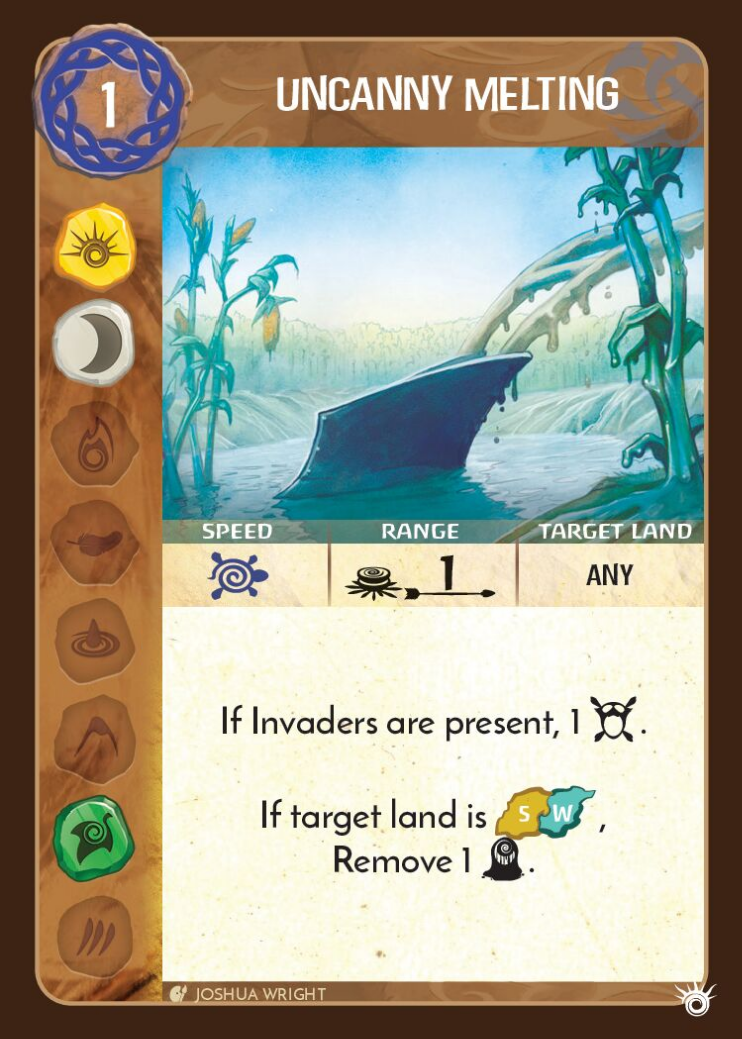 1
UNCANNY MELTING
SPEED RANGE TARGET LAND
1 ANY
If Invaders are present, 1 .
If target land is S W ,
Remove 1 .
JOSHUA WRIGHT